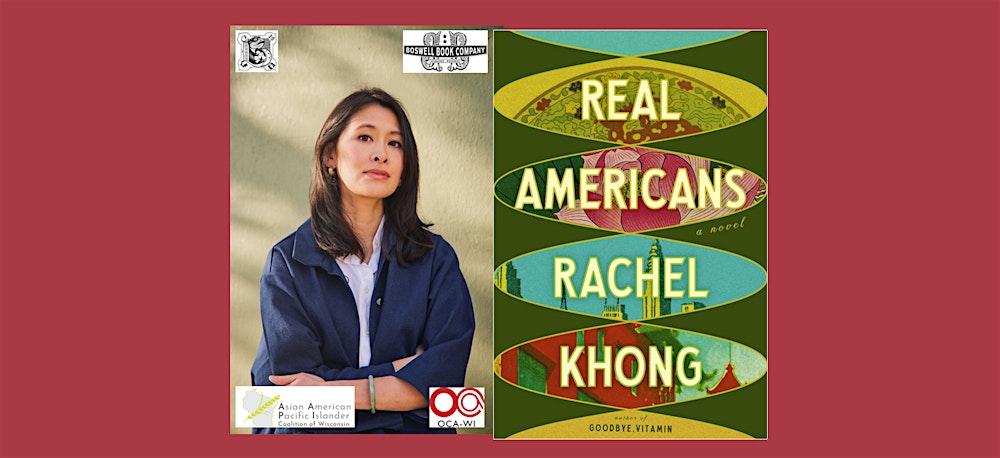 BOSWELL BOOK COMPANY
Asian American
Pacific Islander
Coalition of Wisconsin
OCA-WI
REAL
AMERICANS
a novel
RACHEL
KHONG
author of
GOODBYE, VITAMIN